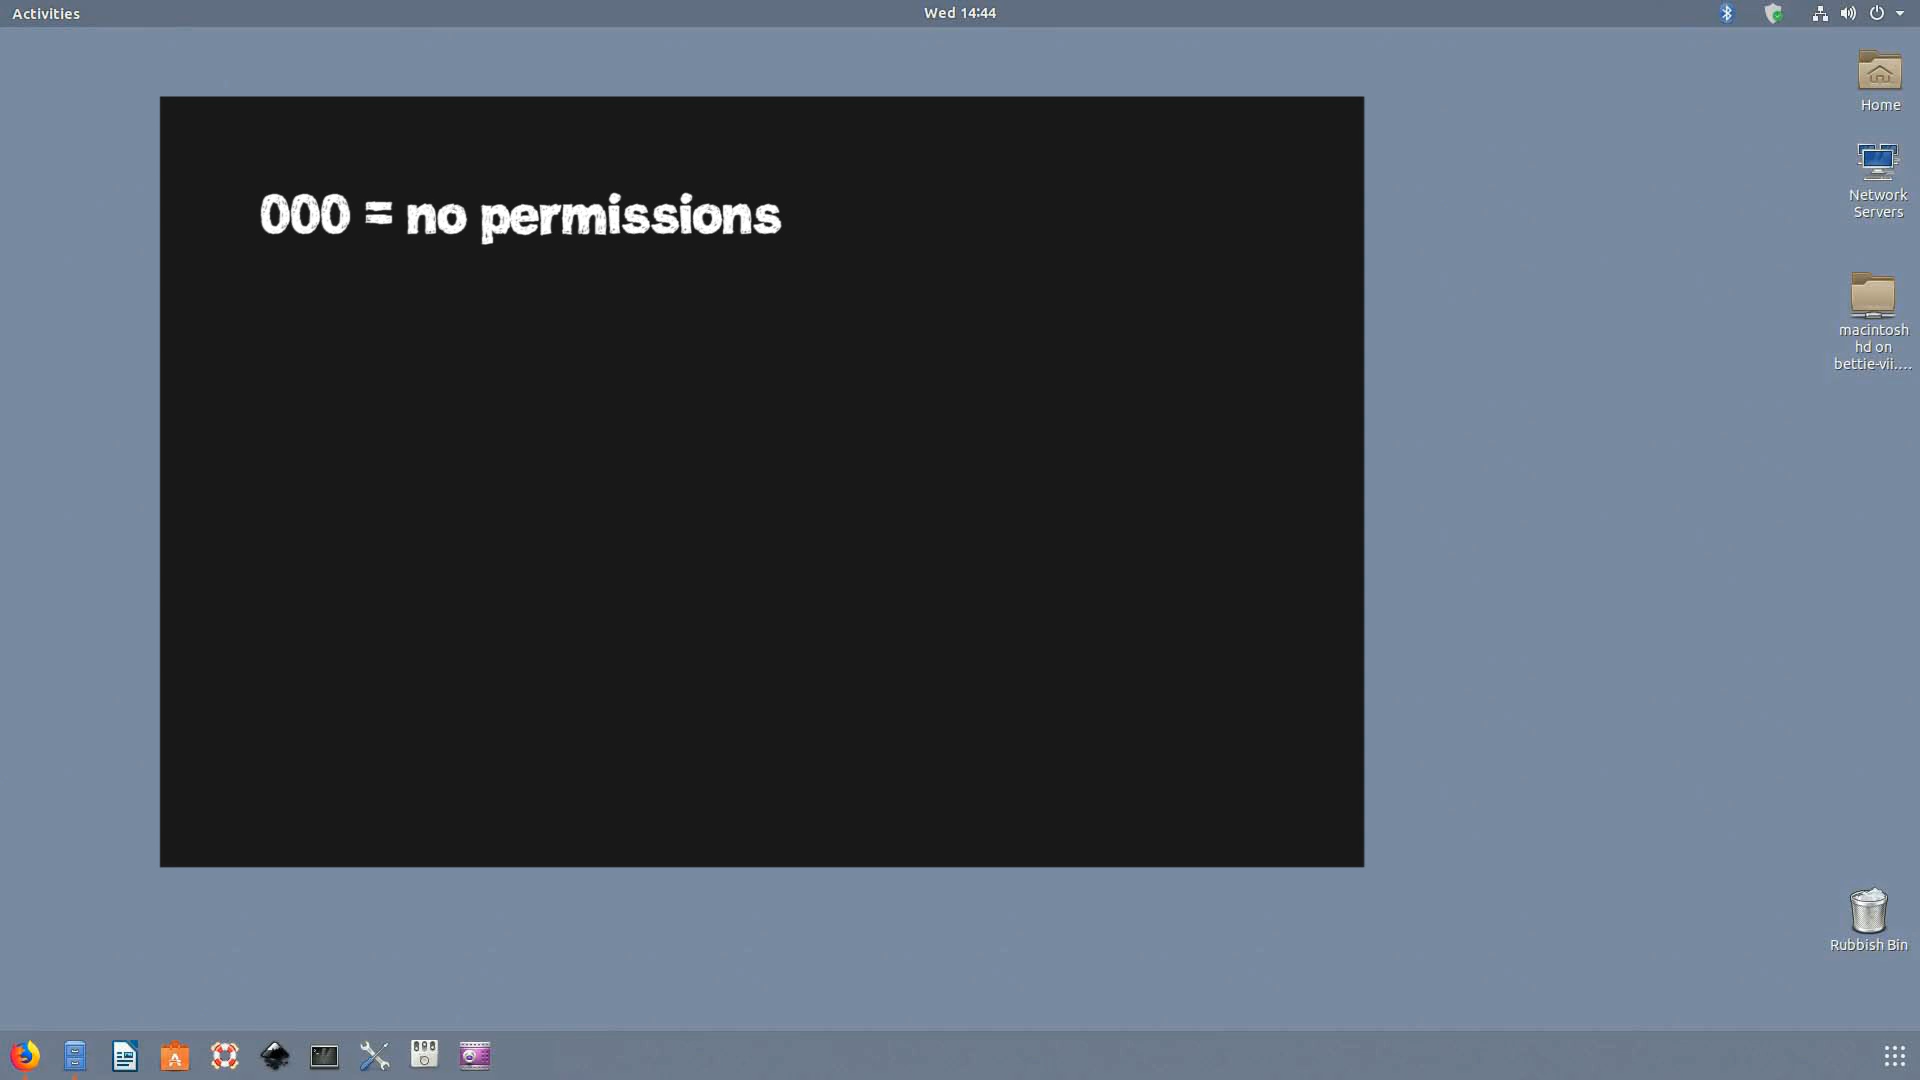 Activities
Wed 14:44
Home
Network
Servers
macintosh
hd on
bettie-vii....
000 = no permissions
Rubbish Bin